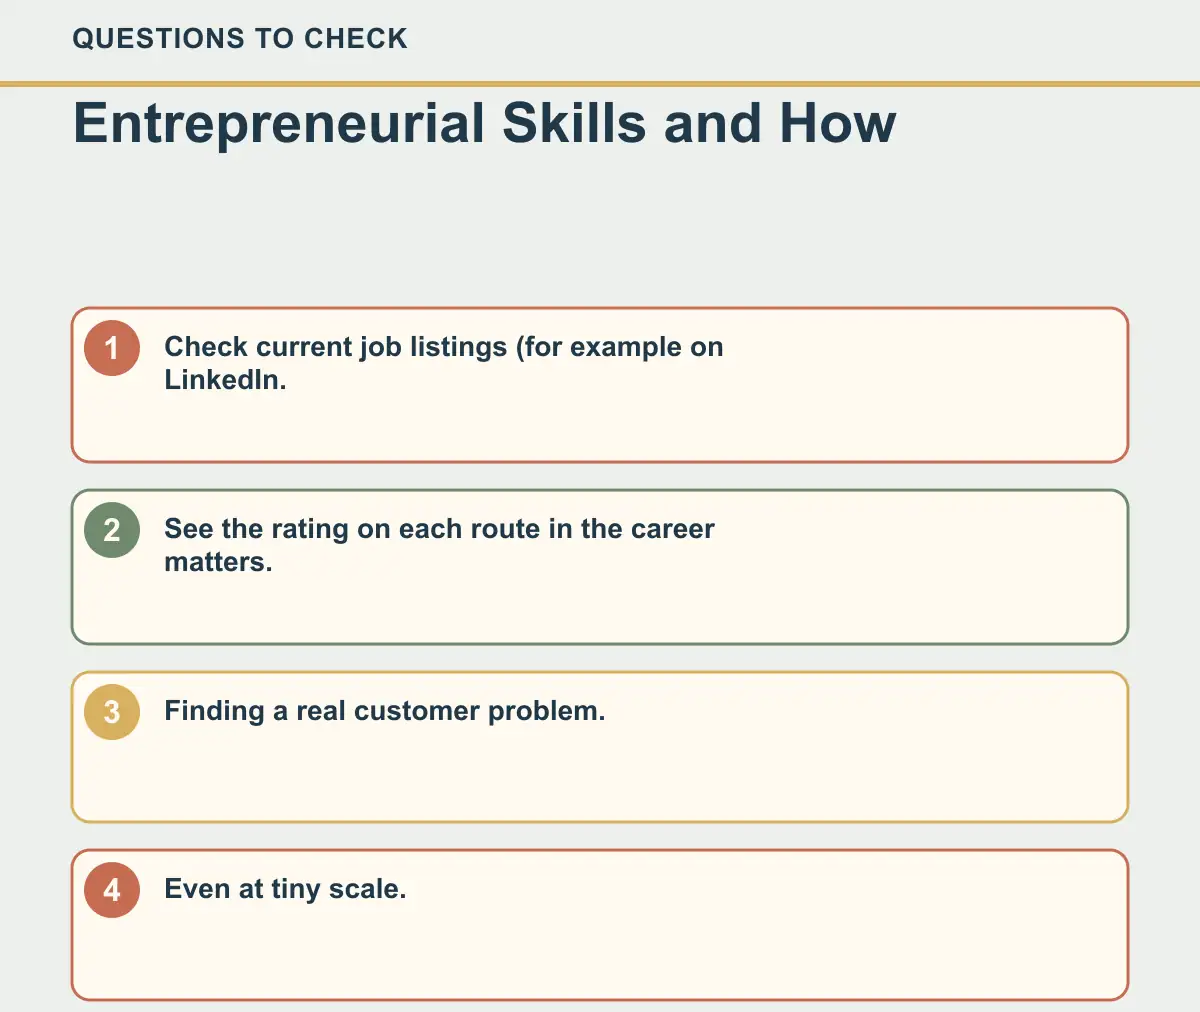 QUESTIONS TO CHECK
Entrepreneurial Skills and How
1
Check current job listings (for example on
LinkedIn.
2
See the rating on each route in the career
matters.
3
Finding a real customer problem.
4
Even at tiny scale.